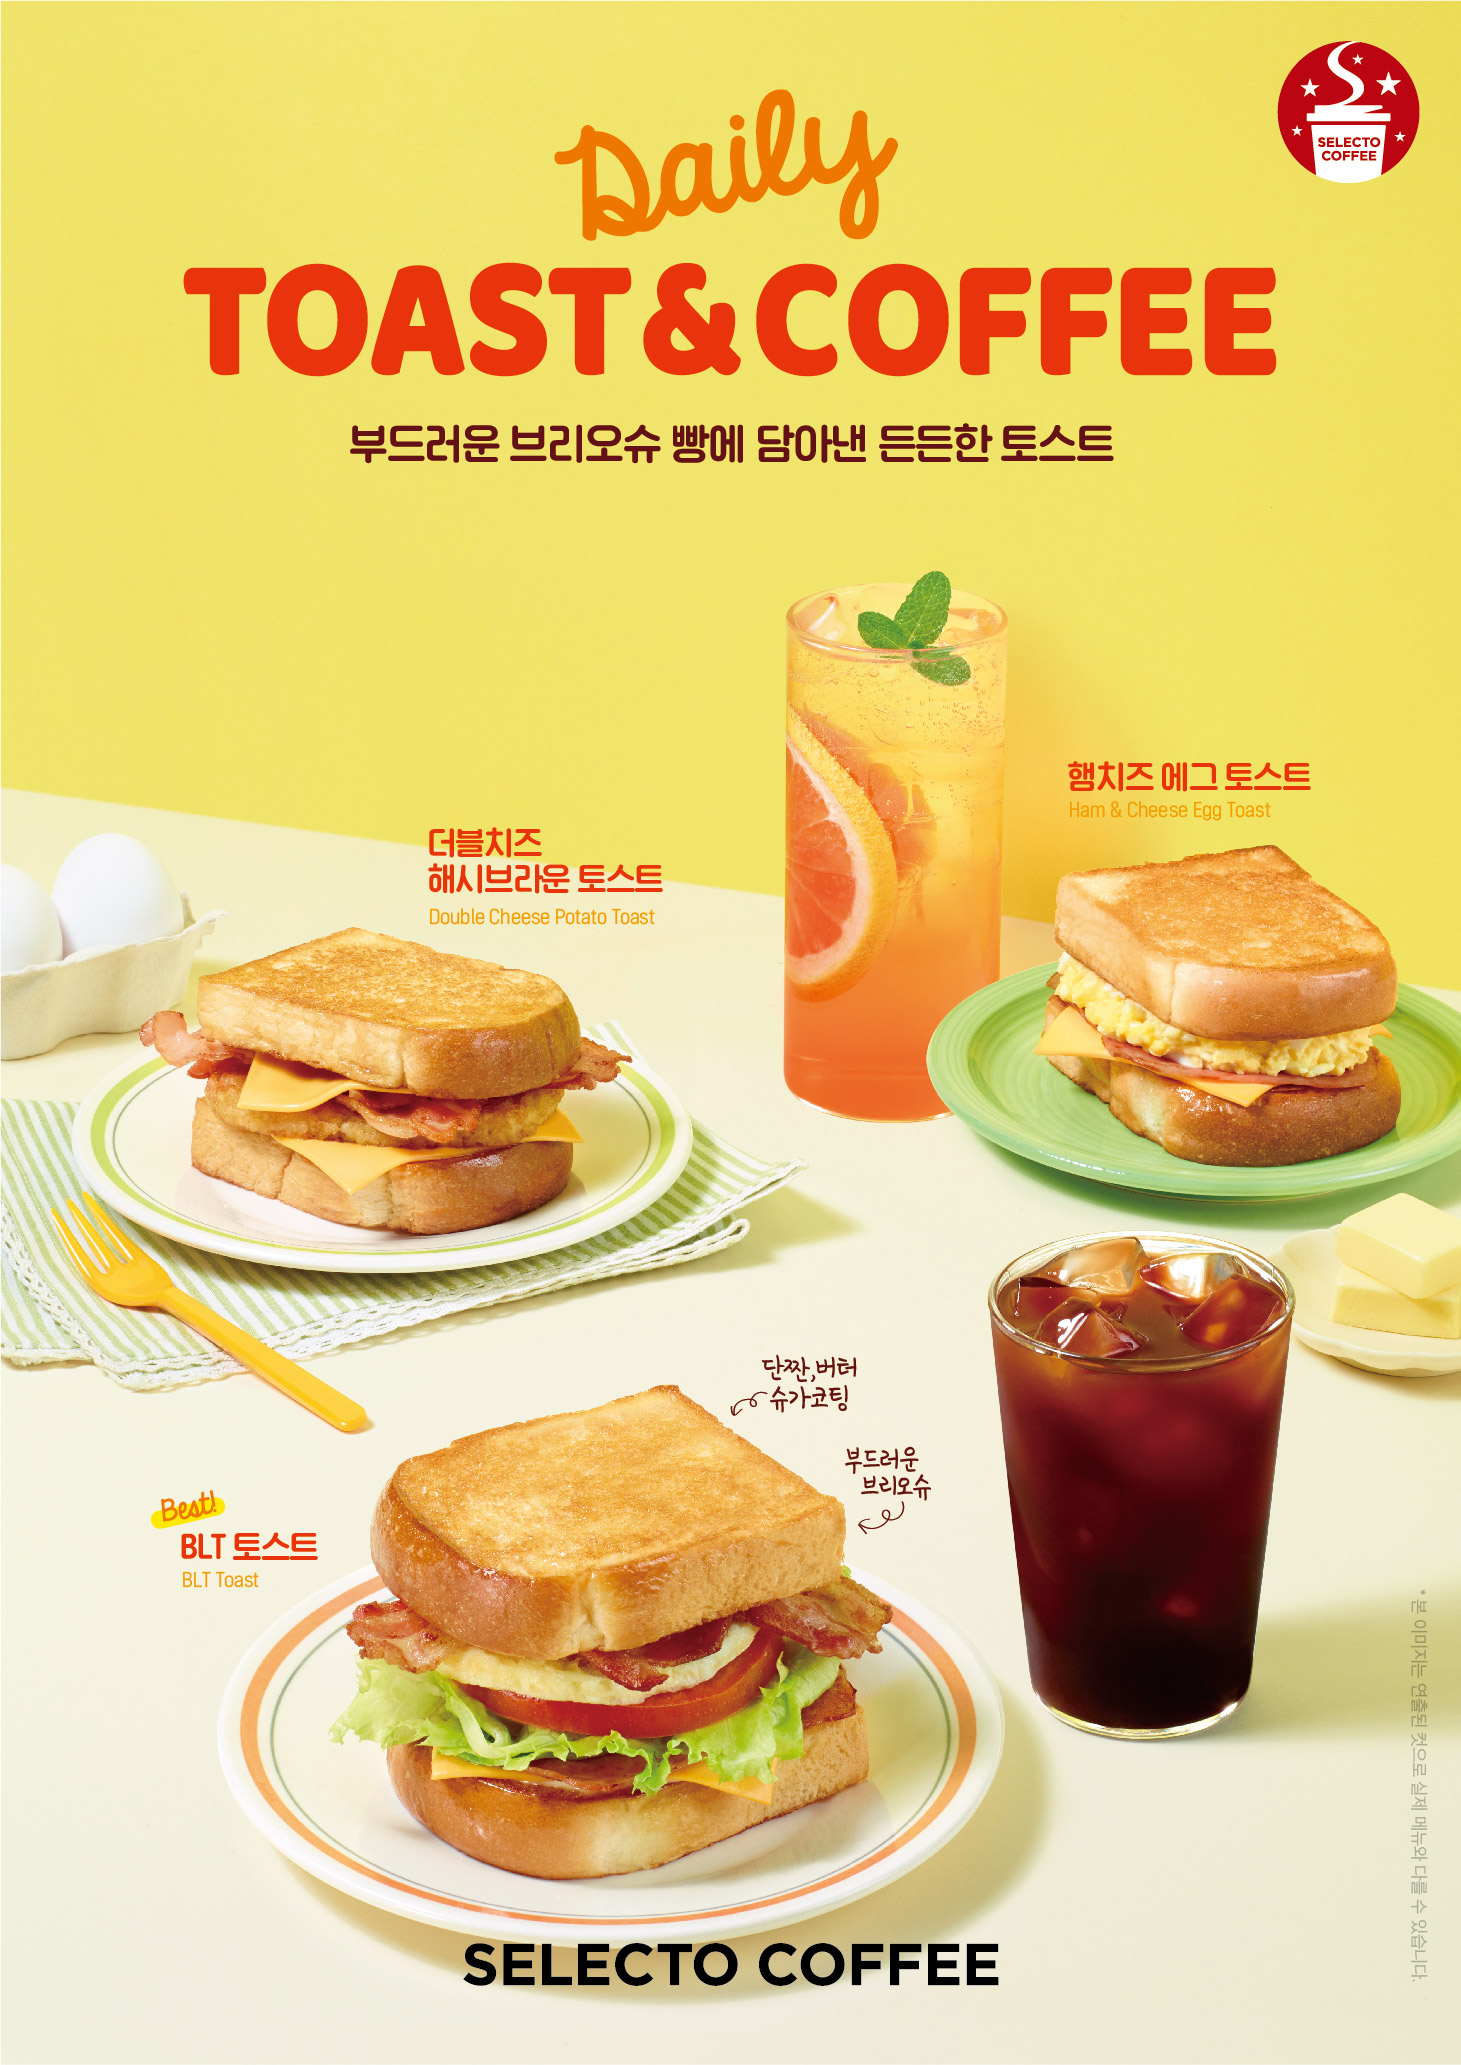 SELECTO
COFFEE
Daily
TOAST & COFFEE
부드러운 브리오슈 빵에 담아낸 든든한 토스트
햄치즈 에그 토스트
Ham & Cheese Egg Toast
더블치즈
해시브라운 토스트
Double Cheese Potato Toast
단짠, 버터
슈가코팅
부드러운
브리오슈
Best!
BLT 토스트
BLT Toast
* 본 이미지는 연출된 컷으로 실제 메뉴와 다를 수 있습니다.
SELECTO COFFEE